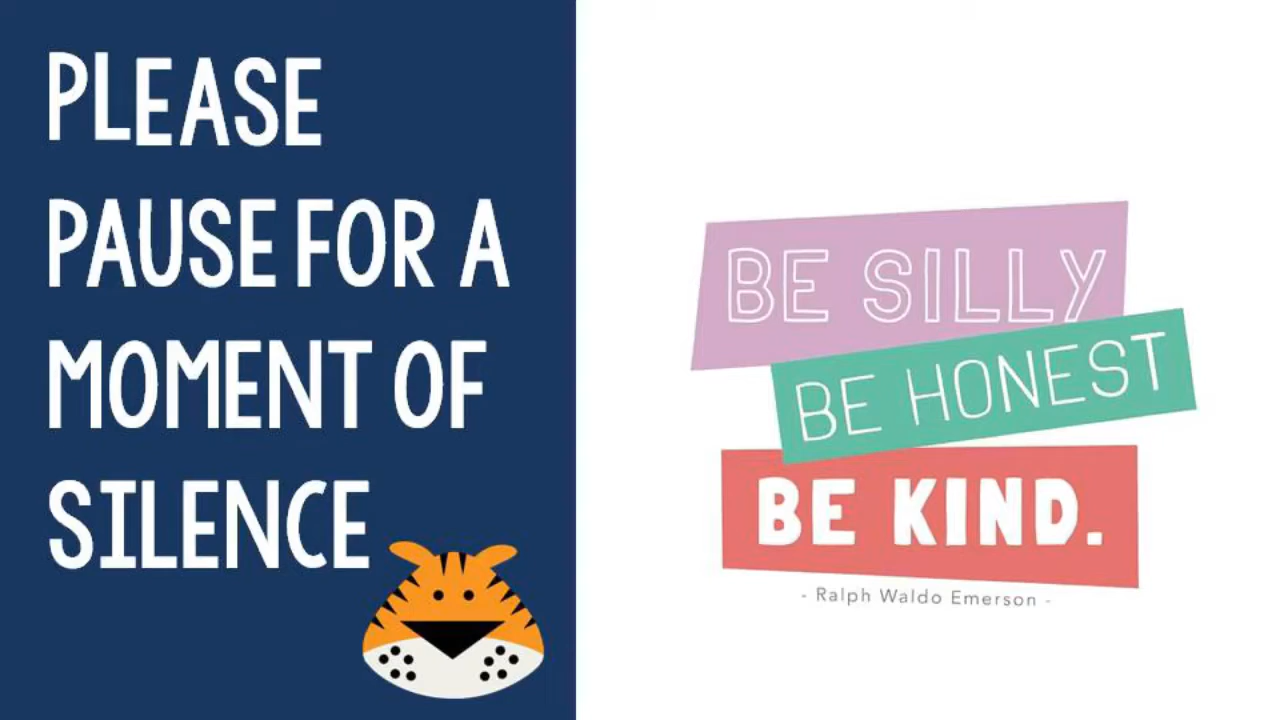 PLEASE
PAUSE FOR A
MOMENT OF
SILENCE
BE SILLY
BE HONEST
BE KIND.
- Ralph Waldo Emerson -